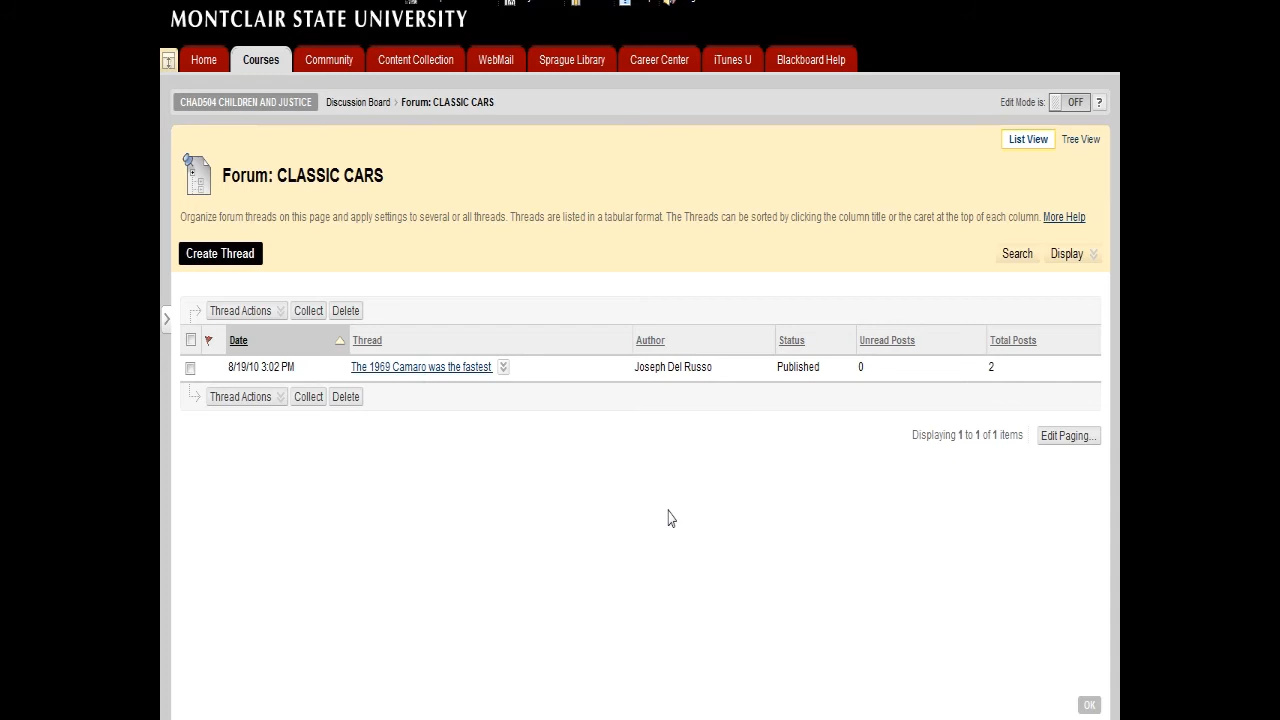 MONTCLAIR STATE UNIVERSITY
Home Courses Community Content Collection WebMail Sprague Library Career Center iTunes U Blackboard Help
CHAD504 CHILDREN AND JUSTICE Discussion Board > Forum: CLASSIC CARS Edit Mode is: OFF ?
List View Tree View
Forum: CLASSIC CARS
Organize forum threads on this page and apply settings to several or all threads. Threads are listed in a tabular format. The Threads can be sorted by clicking the column title or the caret at the top of each column. More Help
Create Thread Search Display
Thread Actions Collect Delete
Date Thread Author Status Unread Posts Total Posts
8/19/10 3:02 PM The 1969 Camaro was the fastest. Joseph Del Russo Published 0 2
Thread Actions Collect Delete
Displaying 1 to 1 of 1 items Edit Paging...
OK